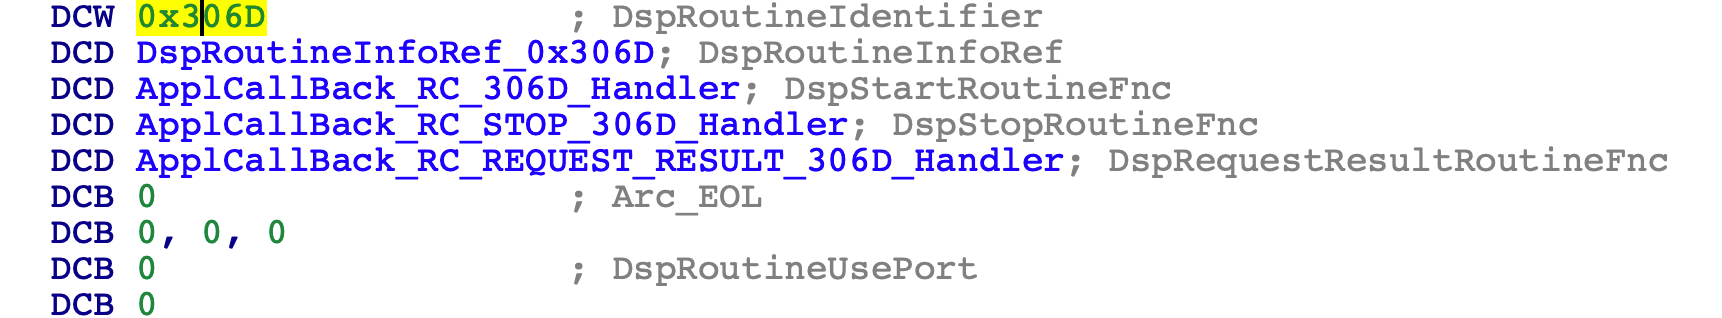 DCW 0x306D ; DspRoutineIdentifier
DCD DspRoutineInfoRef_0x306D; DspRoutineInfoRef
DCD ApplCallBack_RC_306D_Handler; DspStartRoutineFnc
DCD ApplCallBack_RC_STOP_306D_Handler; DspStopRoutineFnc
DCD ApplCallBack_RC_REQUEST_RESULT_306D_Handler; DspRequestResultRoutineFnc
DCB 0 ; Arc_EOL
DCB 0, 0, 0
DCB 0 ; DspRoutineUsePort
DCB 0